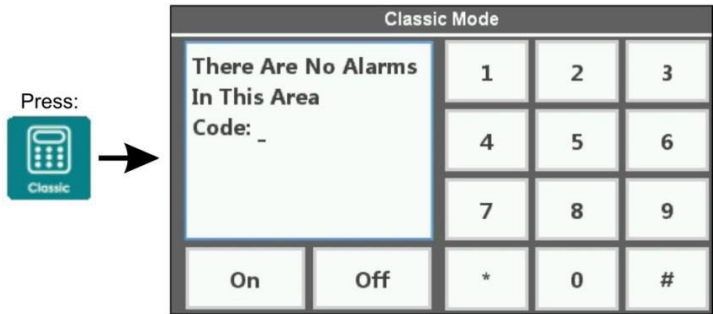 Press:
Classic
Classic Mode
There Are No Alarms
In This Area
Code: _
1 2 3
4 5 6
7 8 9
On Off * 0 #